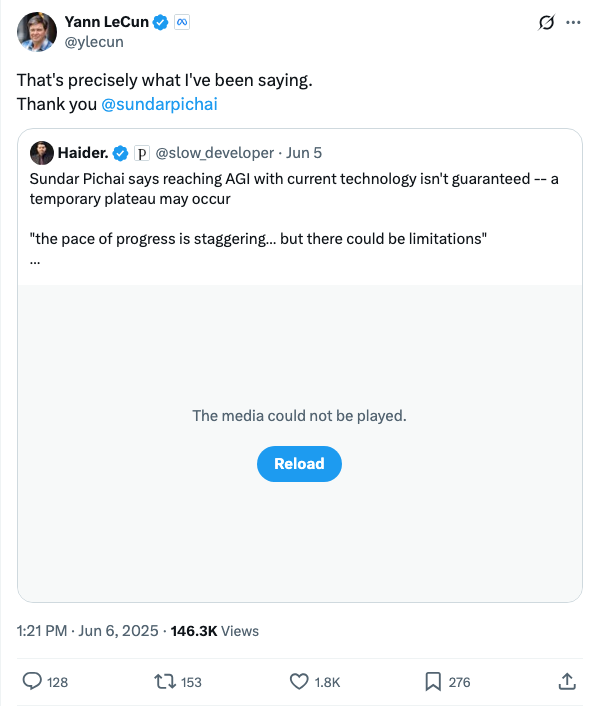 Yann LeCun
@ylecun
That's precisely what I've been saying.
Thank you @sundarpichai
Haider. P @slow_developer · Jun 5
Sundar Pichai says reaching AGI with current technology isn't guaranteed -- a
temporary plateau may occur
"the pace of progress is staggering... but there could be limitations"
...
The media could not be played.
Reload
1:21 PM · Jun 6, 2025 · 146.3K Views
128 153 1.8K 276